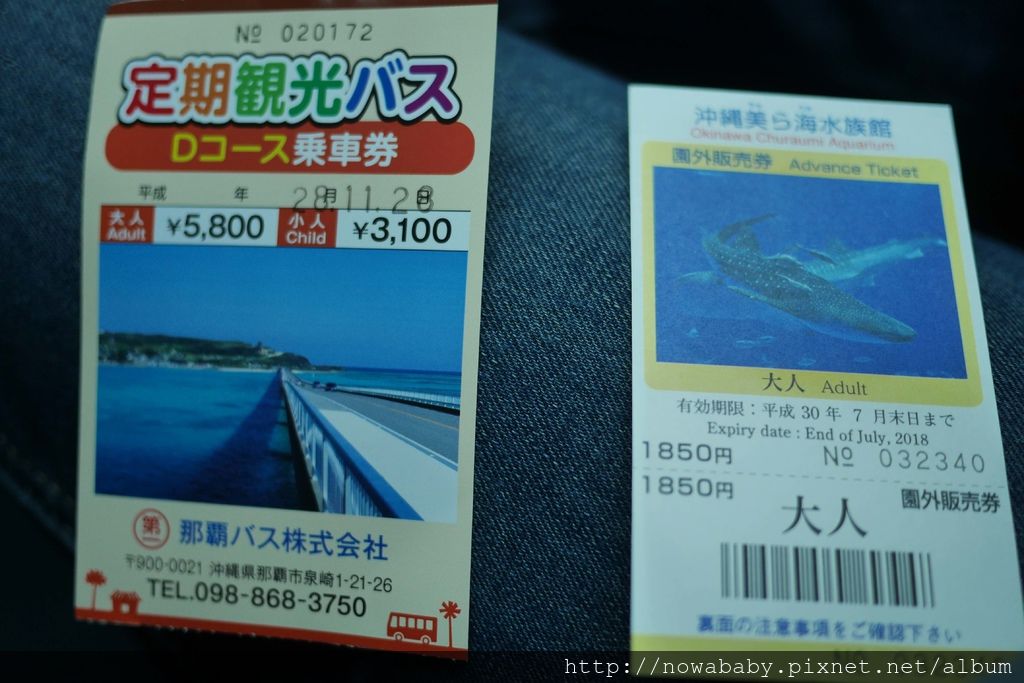 № 020172
定期観光バス
Dコース乗車券
平成 年 月 日
28.11.28
大人 Adult ¥5,800 小人 Child ¥3,100
第一
那覇バス株式会社
〒900-0021 沖縄県那覇市泉崎1-21-26
TEL.098-868-3750
沖縄美ら海水族館
Okinawa Churaumi Aquarium
園外販売券 Advance Ticket
大人 Adult
有効期限：平成 30 年 7 月末日まで
Expiry date : End of July, 2018
1850円 № 032340
1850円 園外販売券
大人
裏面の注意事項をご確認下さい
http://nowababy.pixnet.net/album